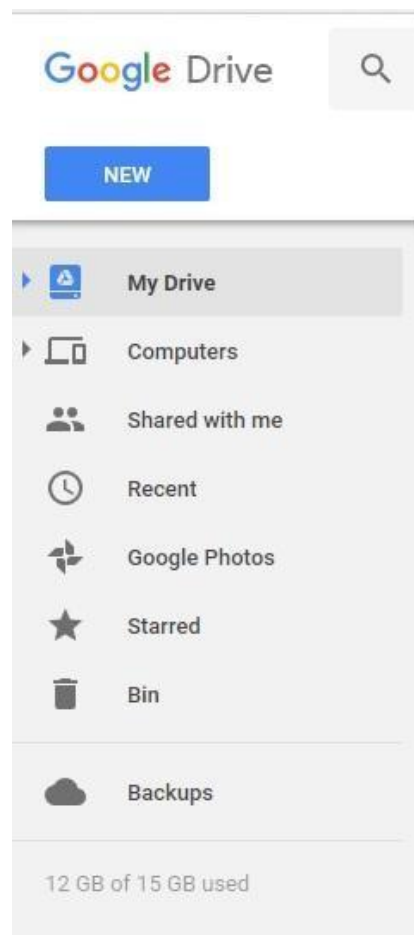 Google Drive
NEW
My Drive
Computers
Shared with me
Recent
Google Photos
Starred
Bin
Backups
12 GB of 15 GB used